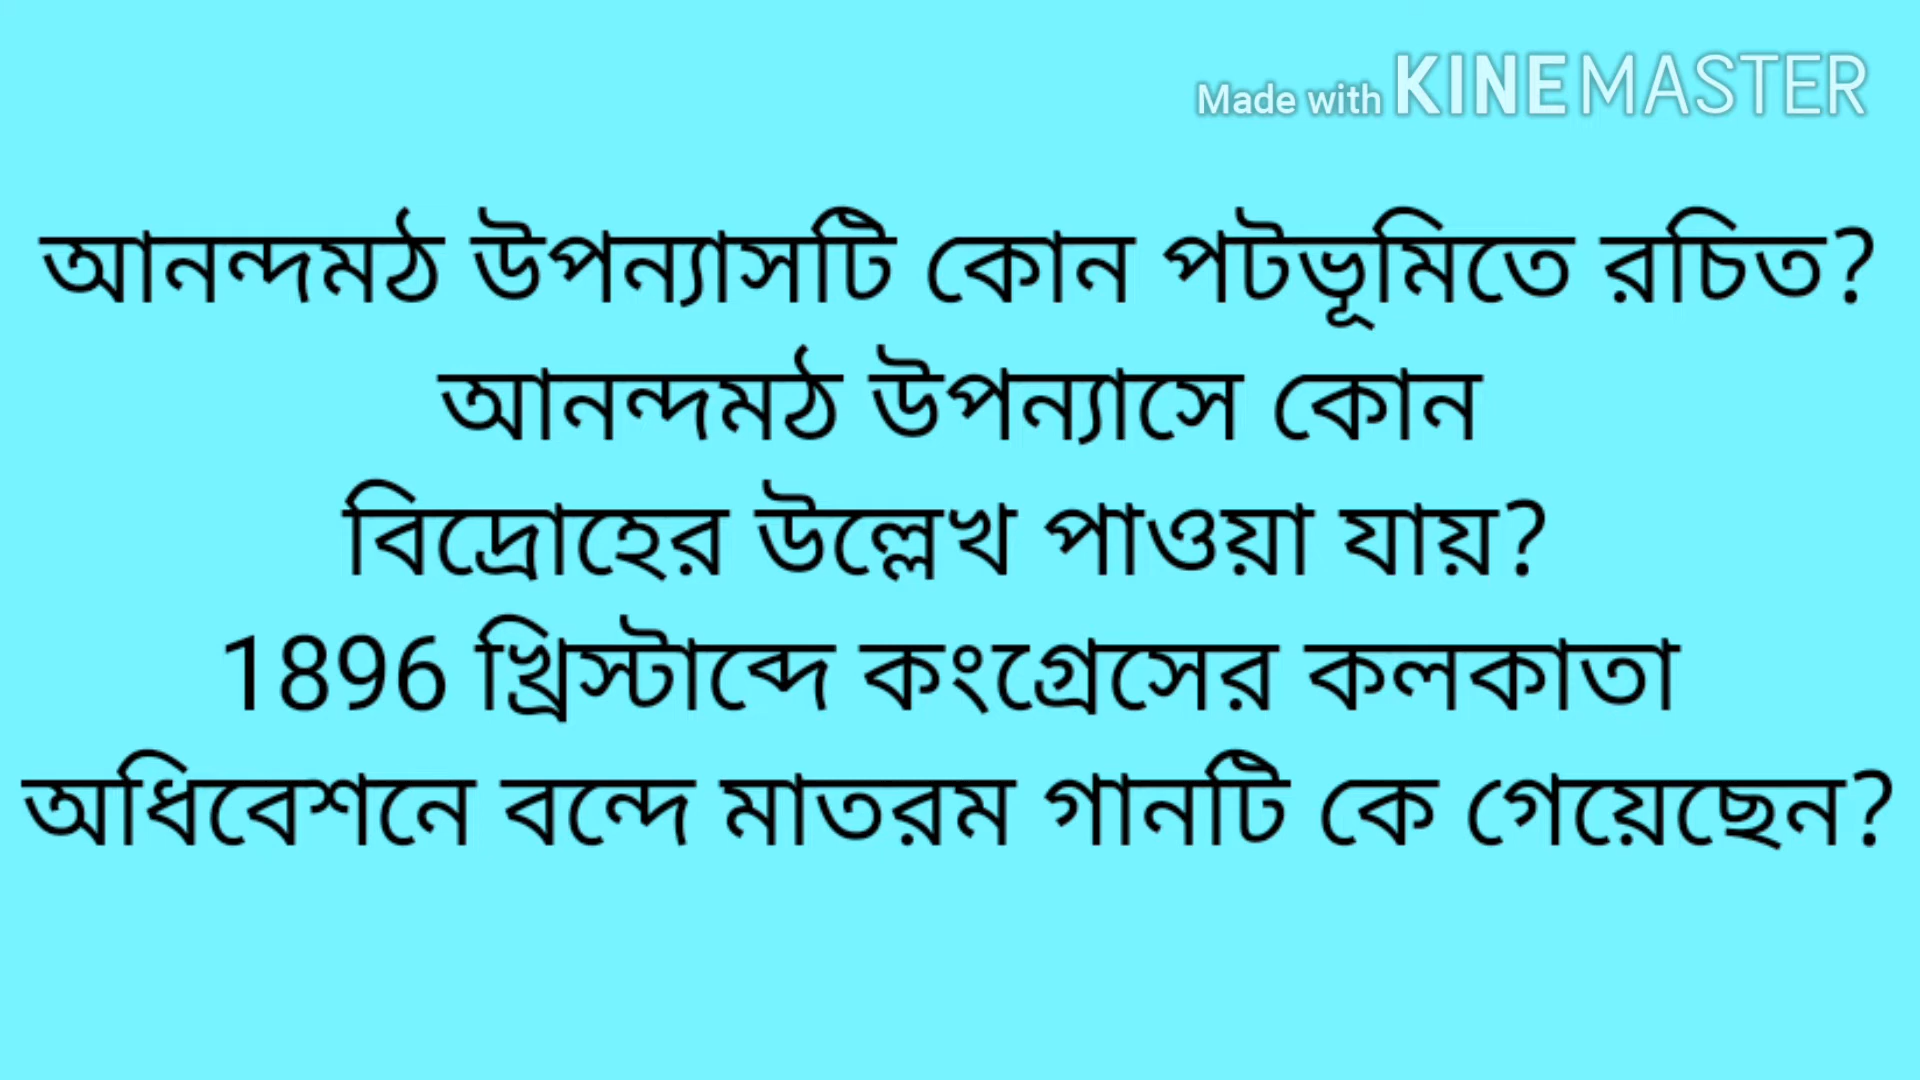 Made with KINEMASTER
আনন্দমঠ উপন্যাসটি কোন পটভূমিতে রচিত?
আনন্দমঠ উপন্যাসে কোন
বিদ্রোহের উল্লেখ পাওয়া যায়?
1896 খ্রিস্টাব্দে কংগ্রেসের কলকাতা
অধিবেশনে বন্দে মাতরম গানটি কে গেয়েছেন?